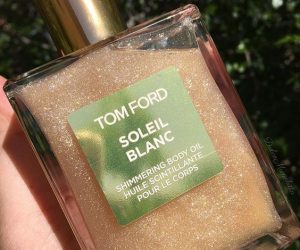 TOM FORD
SOLEIL
BLANC
SHIMMERING BODY OIL
HUILE SCINTILLANTE
POUR LE CORPS